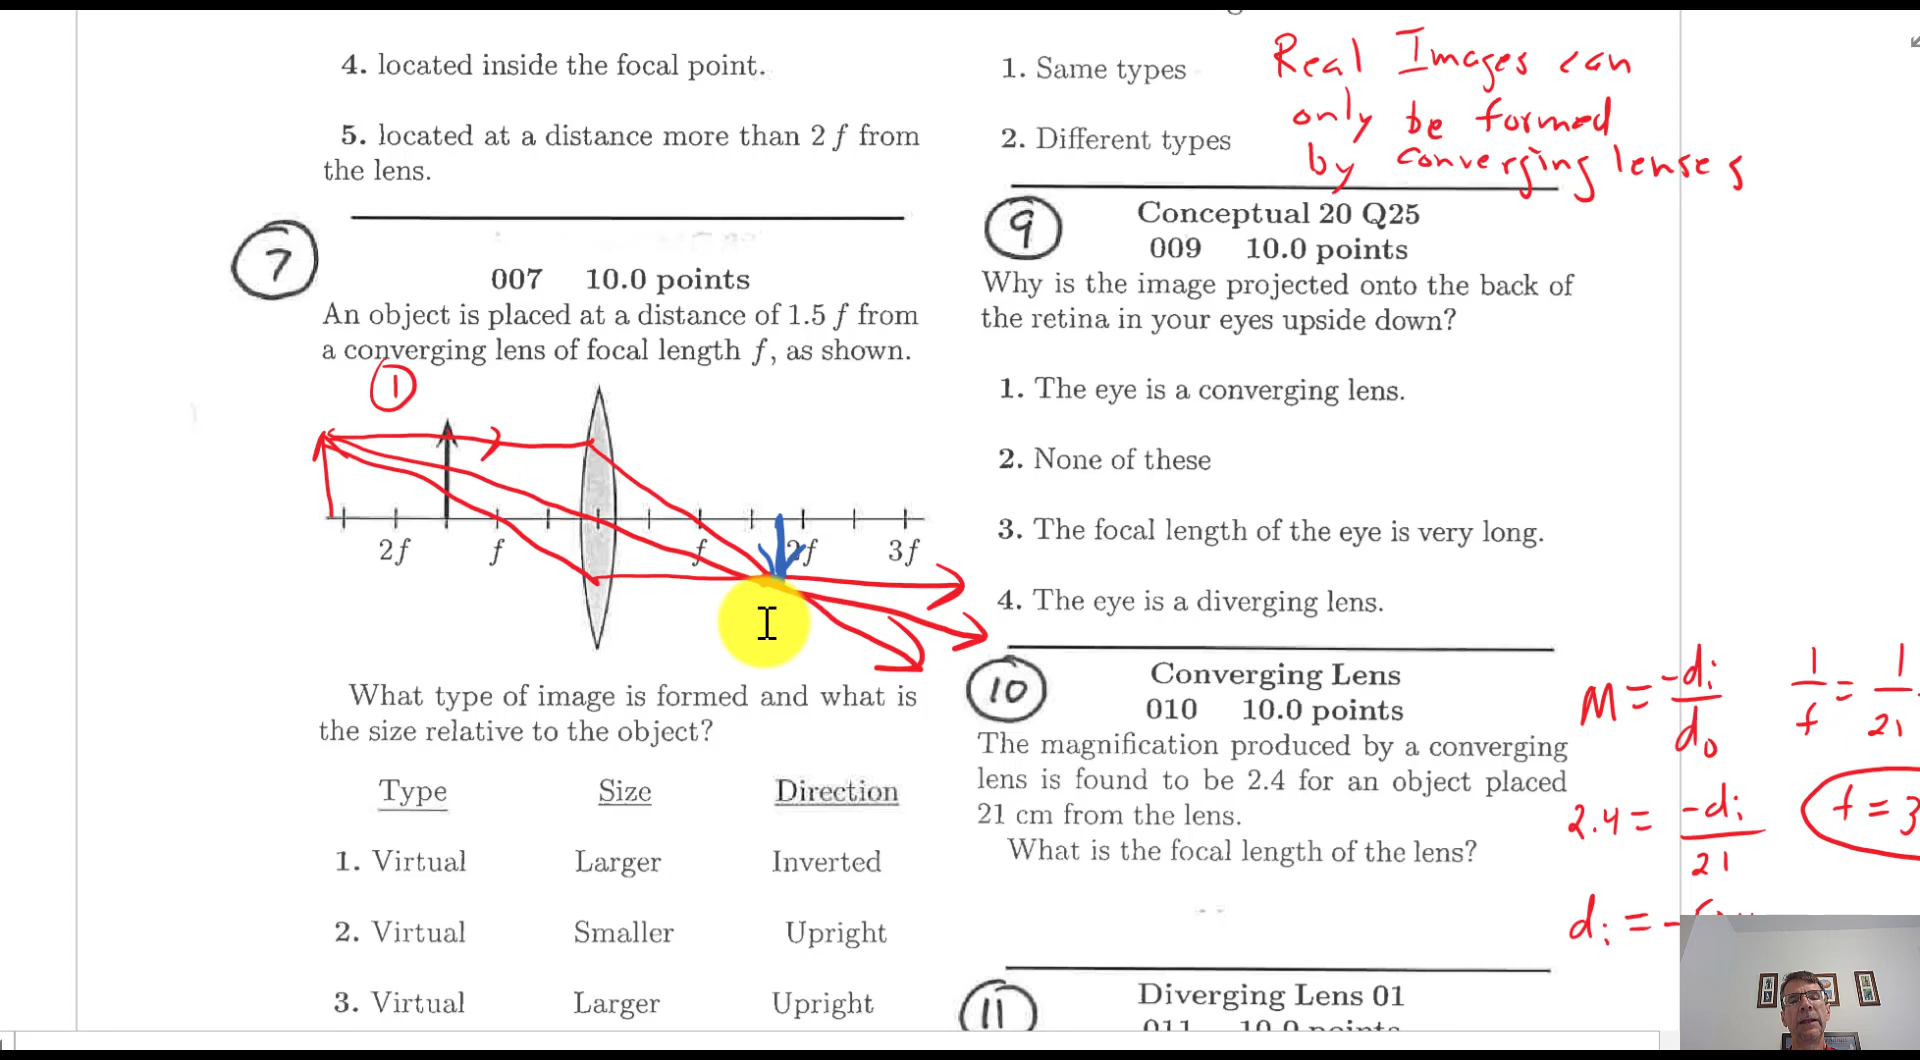 4. located inside the focal point.
5. located at a distance more than 2 f from
the lens.
7
007 10.0 points
An object is placed at a distance of 1.5 f from
a converging lens of focal length f, as shown.
1
2f f f 2f 3f
What type of image is formed and what is
the size relative to the object?
Type Size Direction
1. Virtual Larger Inverted
2. Virtual Smaller Upright
3. Virtual Larger Upright
1. Same types
2. Different types
Real Images can
only be formed
by converging lenses
9
Conceptual 20 Q25
009 10.0 points
Why is the image projected onto the back of
the retina in your eyes upside down?
1. The eye is a converging lens.
2. None of these
3. The focal length of the eye is very long.
4. The eye is a diverging lens.
10
Converging Lens
010 10.0 points
The magnification produced by a converging
lens is found to be 2.4 for an object placed
21 cm from the lens.
What is the focal length of the lens?
M = -di/do
2.4 = -di/21
di = -
1/f = 1/21
f = 3
11
Diverging Lens 01
011 10.0 points